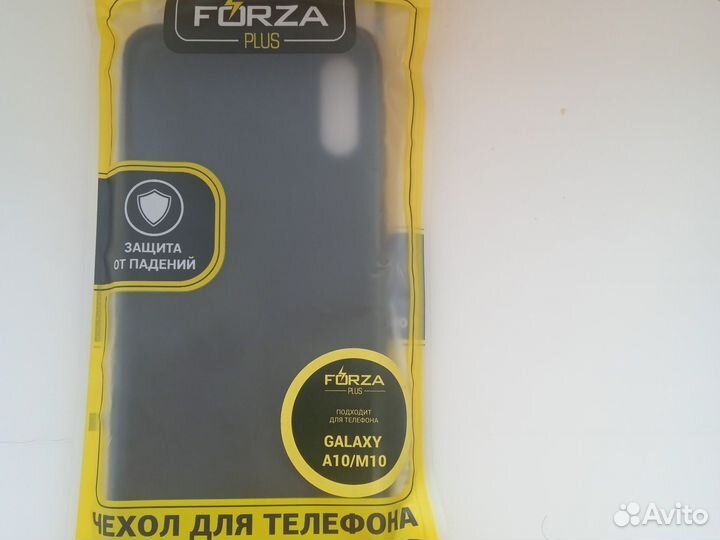 FORZA
PLUS
ЗАЩИТА
ОТ ПАДЕНИЙ
FORZA
PLUS
ПОДХОДИТ
ДЛЯ ТЕЛЕФОНА
GALAXY
A10/M10
ЧЕХОЛ ДЛЯ ТЕЛЕФОНА
Avito